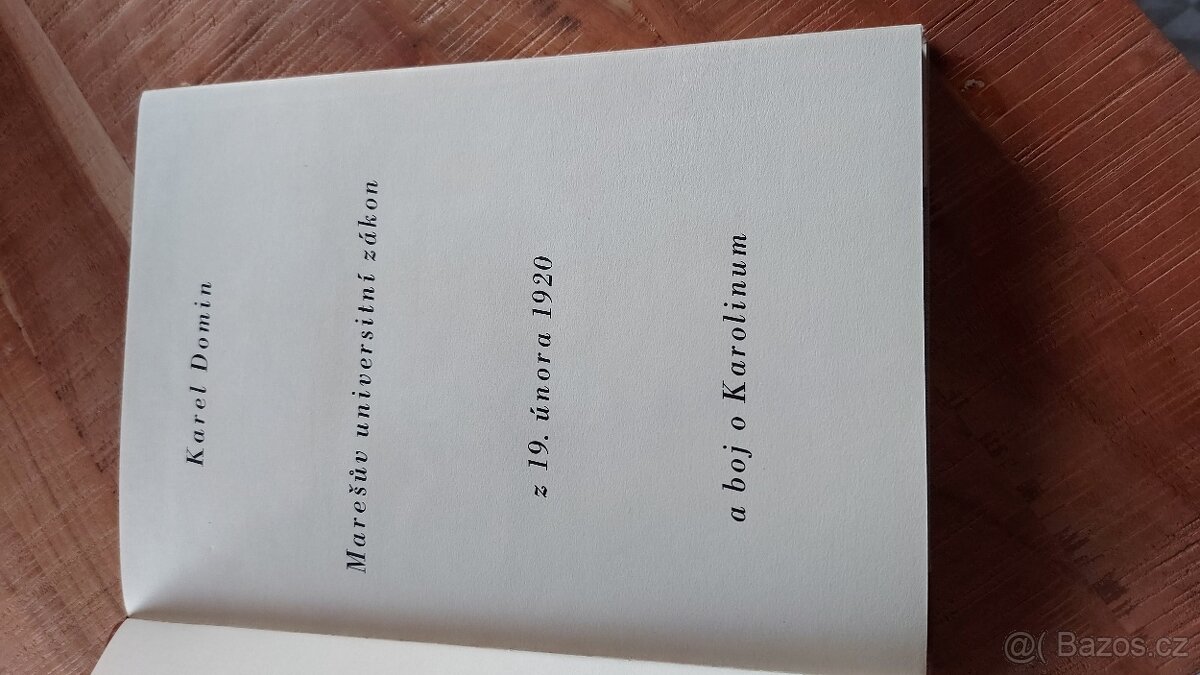 Karel Domin
Marešův universitní zákon
z 19. února 1920
a boj o Karolinum
@( Bazos.cz